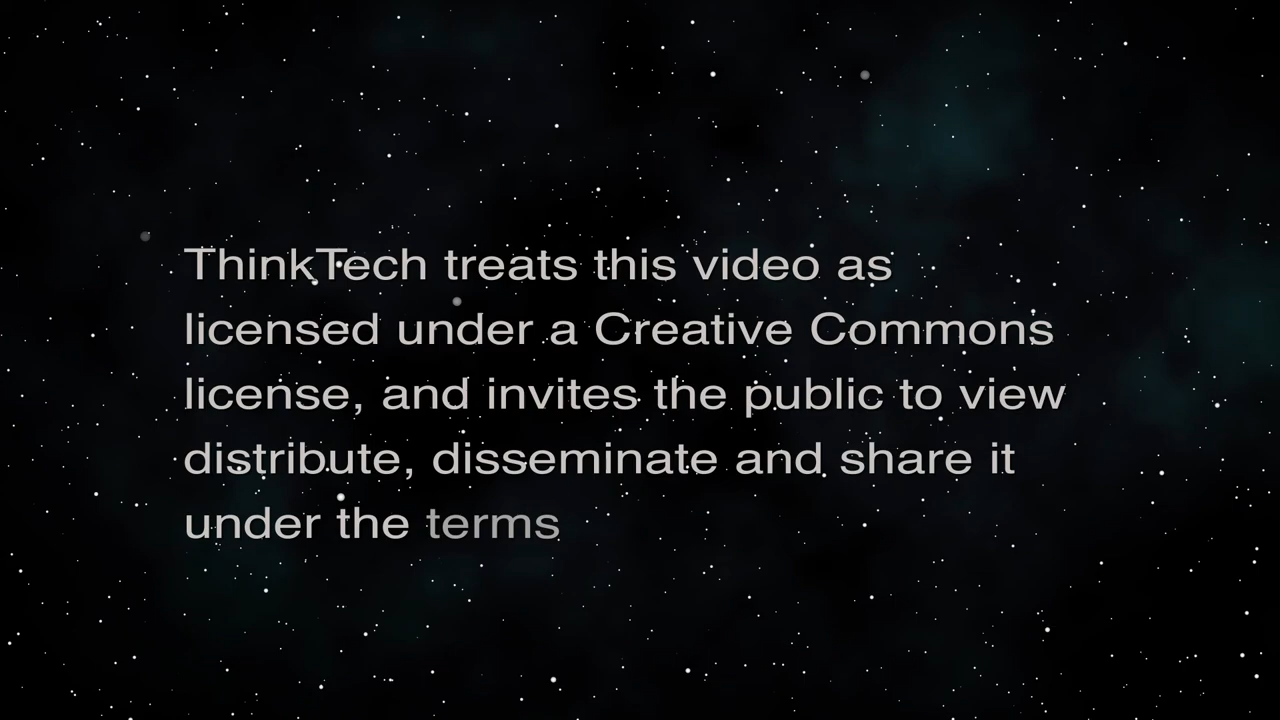 ThinkTech treats this video as
licensed under a Creative Commons
license, and invites the public to view
distribute, disseminate and share it
under the terms